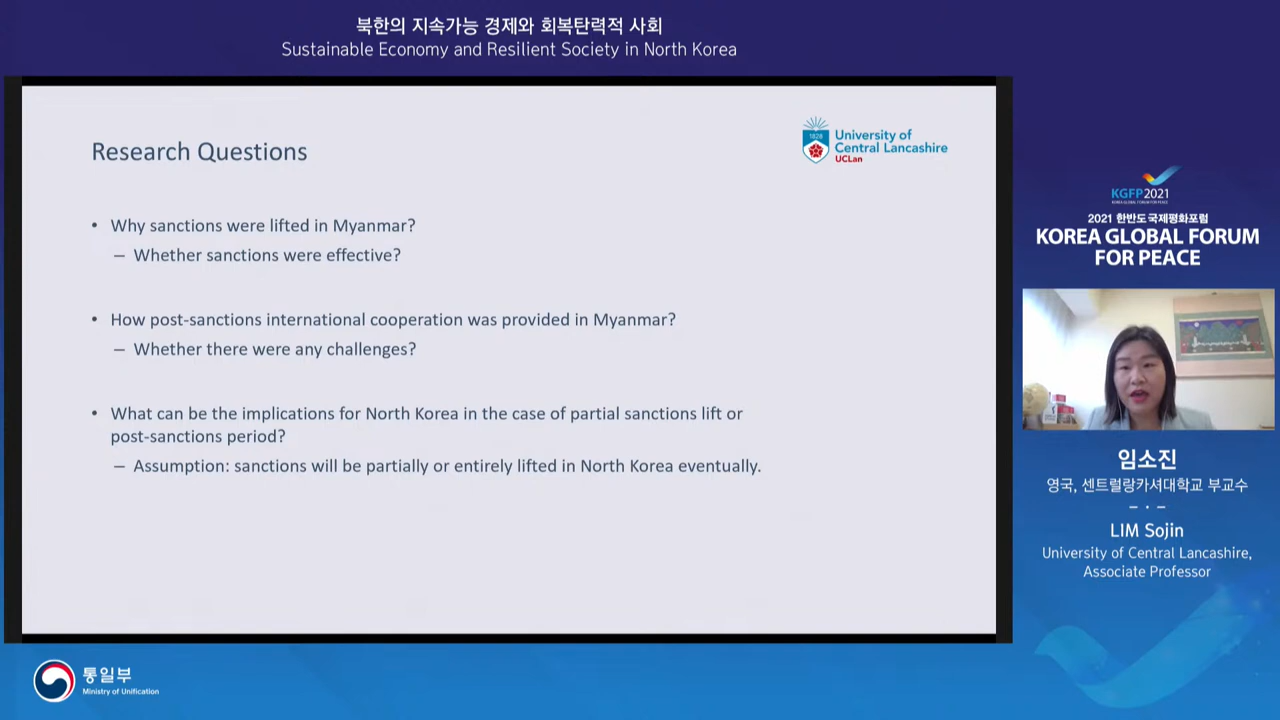 북한의 지속가능 경제와 회복탄력적 사회
Sustainable Economy and Resilient Society in North Korea
Research Questions
1828
University of
Central Lancashire
UCLan
• Why sanctions were lifted in Myanmar?
– Whether sanctions were effective?
• How post-sanctions international cooperation was provided in Myanmar?
– Whether there were any challenges?
• What can be the implications for North Korea in the case of partial sanctions lift or
post-sanctions period?
– Assumption: sanctions will be partially or entirely lifted in North Korea eventually.
KGFP2021
KOREA GLOBAL FORUM FOR PEACE
2021 한반도국제평화포럼
KOREA GLOBAL FORUM
FOR PEACE
임소진
영국, 센트럴랑카셔대학교 부교수
LIM Sojin
University of Central Lancashire,
Associate Professor
통일부
Ministry of Unification